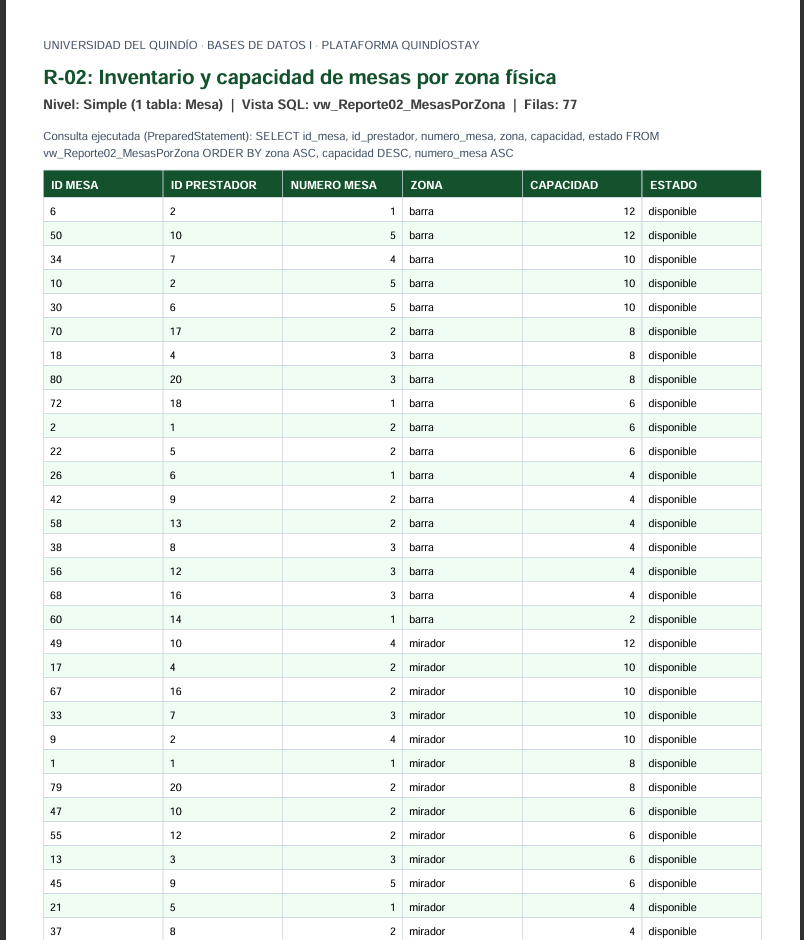 UNIVERSIDAD DEL QUINDÍO · BASES DE DATOS I · PLATAFORMA QUINDÍOSTAY
R-02: Inventario y capacidad de mesas por zona física
Nivel: Simple (1 tabla: Mesa) | Vista SQL: vw_Reporte02_MesasPorZona | Filas: 77
Consulta ejecutada (PreparedStatement): SELECT id_mesa, id_prestador, numero_mesa, zona, capacidad, estado FROM
vw_Reporte02_MesasPorZona ORDER BY zona ASC, capacidad DESC, numero_mesa ASC
ID MESA ID PRESTADOR NUMERO MESA ZONA CAPACIDAD ESTADO
6 2 1 barra 12 disponible
50 10 5 barra 12 disponible
34 7 4 barra 10 disponible
10 2 5 barra 10 disponible
30 6 5 barra 10 disponible
70 17 2 barra 8 disponible
18 4 3 barra 8 disponible
80 20 3 barra 8 disponible
72 18 1 barra 6 disponible
2 1 2 barra 6 disponible
22 5 2 barra 6 disponible
26 6 1 barra 4 disponible
42 9 2 barra 4 disponible
58 13 2 barra 4 disponible
38 8 3 barra 4 disponible
56 12 3 barra 4 disponible
68 16 3 barra 4 disponible
60 14 1 barra 2 disponible
49 10 4 mirador 12 disponible
17 4 2 mirador 10 disponible
67 16 2 mirador 10 disponible
33 7 3 mirador 10 disponible
9 2 4 mirador 10 disponible
1 1 1 mirador 8 disponible
79 20 2 mirador 8 disponible
47 10 2 mirador 6 disponible
55 12 2 mirador 6 disponible
13 3 3 mirador 6 disponible
45 9 5 mirador 6 disponible
21 5 1 mirador 4 disponible
37 8 2 mirador 4 disponible